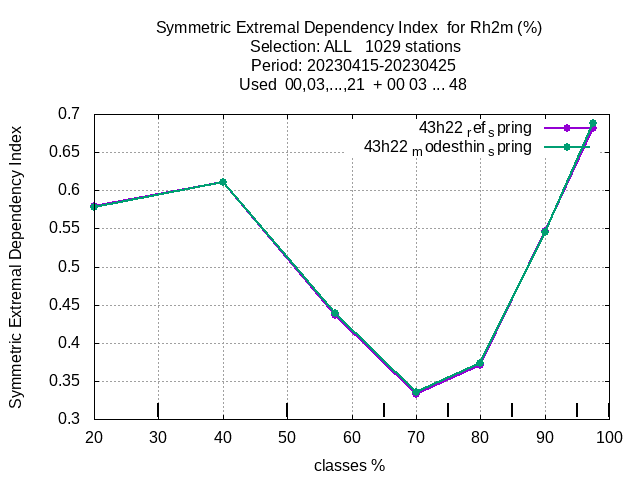 Symmetric Extremal Dependency Index  for Rh2m (%)
Selection: ALL   1029 stations
Period: 20230415-20230425
Used  00,03,...,21  + 00 03 ... 48
43h22 ref spring
43h22 modesthin spring
Symmetric Extremal Dependency Index
0.7
0.65
0.6
0.55
0.5
0.45
0.4
0.35
0.3
20 30 40 50 60 70 80 90 100
classes %